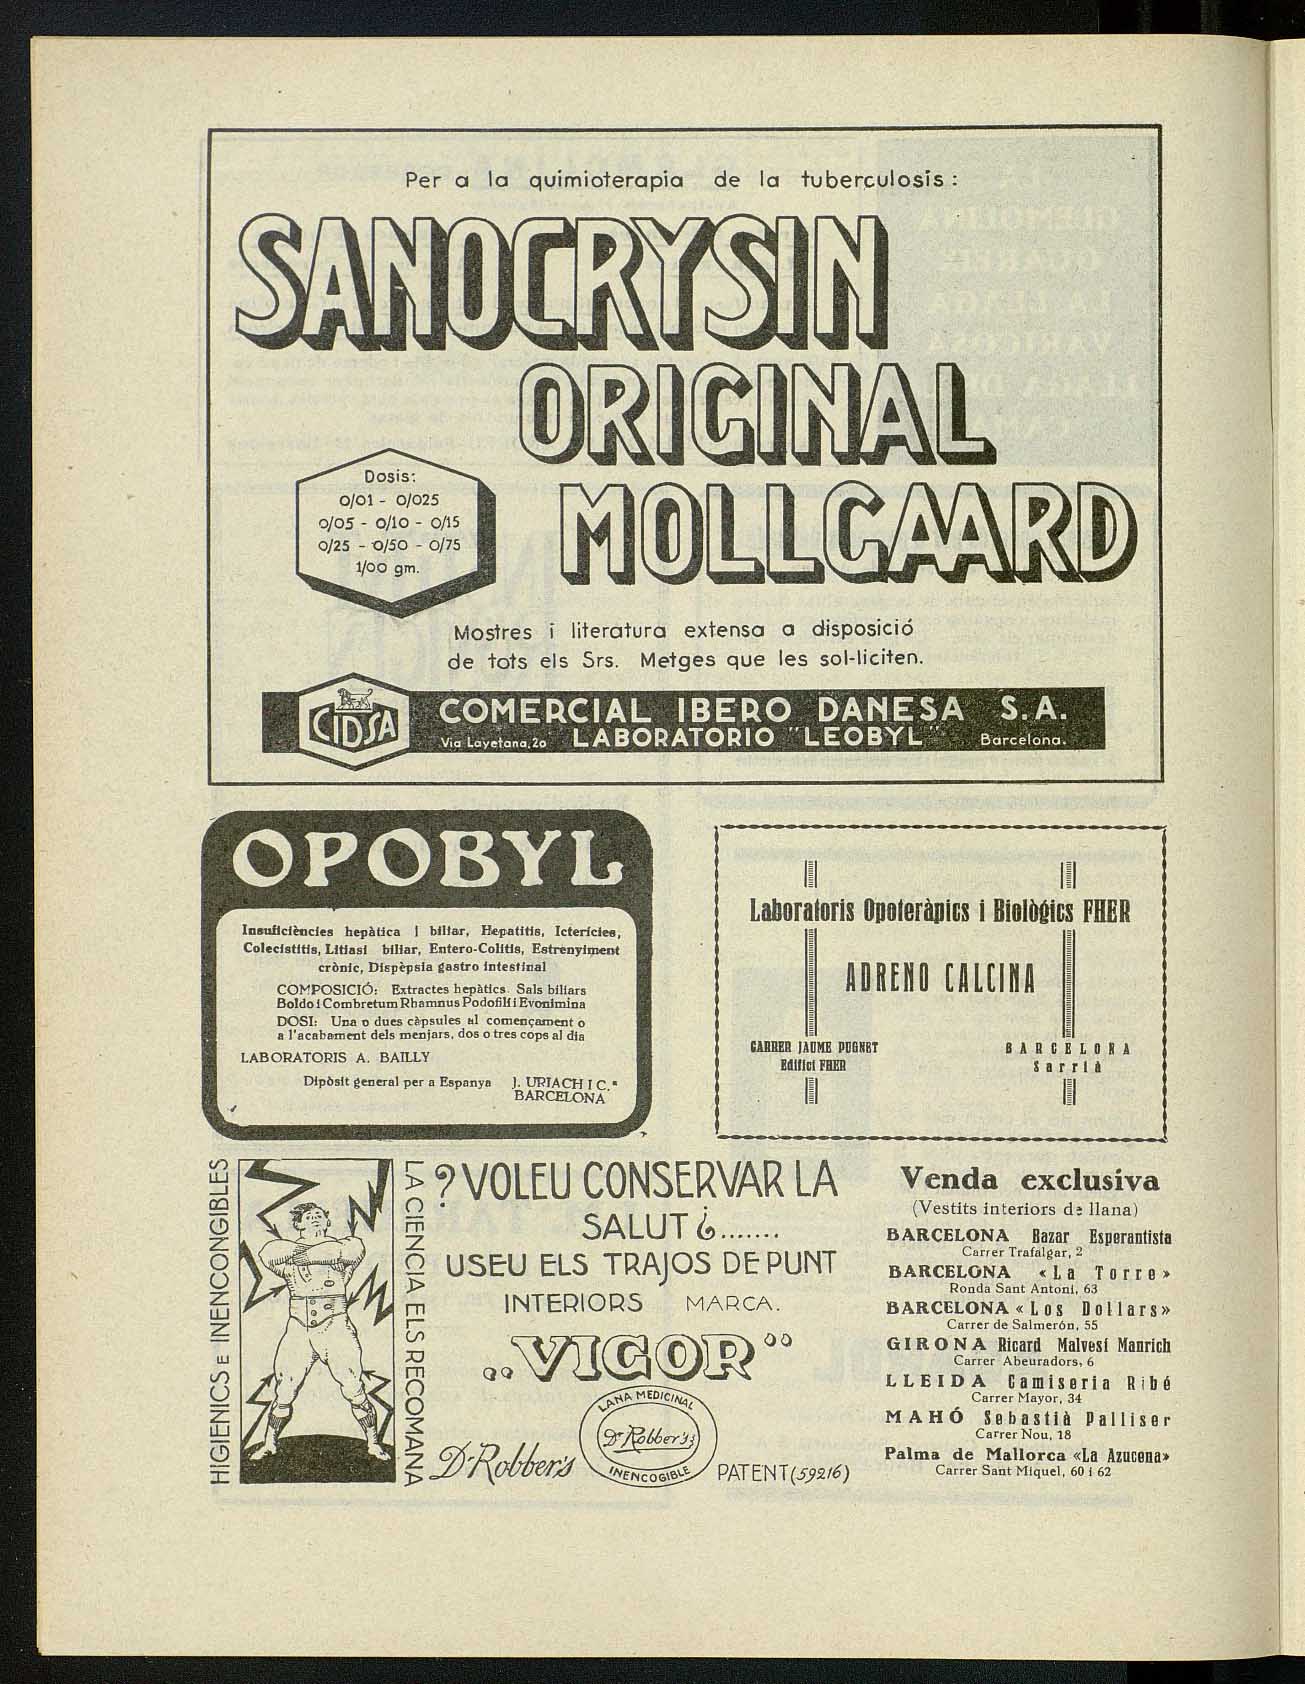 Per a la quimioterapia de la tuberculosis:
SANOCRYSIN
ORIGINAL
MOLLGAARD
Dosis:
0/01 - 0/025
0/05 - 0/10 - 0/15
0/25 - 0/50 - 0/75
1/00 gm.
Mostres i literatura extensa a disposició
de tots els Srs. Metges que les sol-liciten.
CIDSA
COMERCIAL IBERO DANESA S.A.
Via Layetana, 20 LABORATORIO "LEOBYL" Barcelona.
OPOBYL
Insuficiències hepàtica i biliar, Hepatitis, Icterícies,
Colecistitis, Litiasi biliar, Entero-Colitis, Estrenyiment
crònic, Dispèpsia gastro intestinal
COMPOSICIÓ: Extractes hepàtics Sals biliars
Boldo i Combretum Rhamnus Podofili i Evonimina
DOSI: Una o dues càpsules al començament o
a l'acabament dels menjars, dos o tres cops al dia
LABORATORIS A. BAILLY
Dipòsit general per a Espanya J. URIACH I C.ª
BARCELONA
Laboratoris Opoteràpics i Biològics FHER
ADRENO CALCINA
CARRER JAUME PUGNET
Edifici FHER
BARCELONA
Sarrià
HIGIENICS E INENCONGIBLES
LA CIENCIA ELS RECOMANA
?VOLEU CONSERVAR LA
SALUT ¿.......
USEU ELS TRAJOS DE PUNT
INTERIORS MARCA.
„VIGOR"
Dr Robber's
LANA MEDICINAL
Dr Robber's
INENCOGIBLE
PATENT (59216)
Venda exclusiva
(Vestits interiors de llana)
BARCELONA Bazar Esperantista
Carrer Trafalgar, 2
BARCELONA «La Torre»
Ronda Sant Antoni, 63
BARCELONA «Los Dollars»
Carrer de Salmerón, 55
GIRONA Ricard Malvesí Manrich
Carrer Abeuradors, 6
LLEIDA Camiseria Ribé
Carrer Mayor, 34
MAHÓ Sebastià Palliser
Carrer Nou, 18
Palma de Mallorca «La Azucena»
Carrer Sant Miquel, 60 i 62